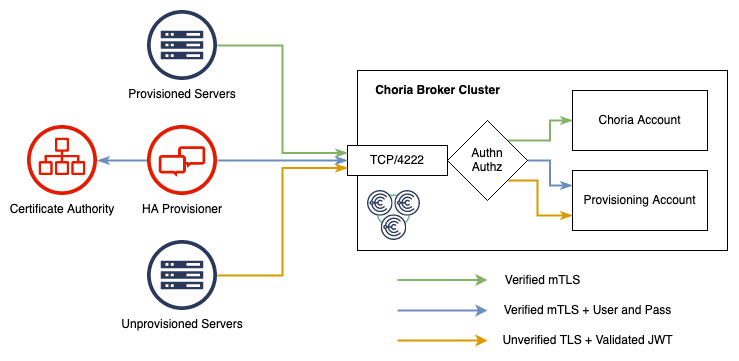 Provisioned Servers
Choria Broker Cluster
Choria Account
TCP/4222
Authn
Authz
Certificate Authority
HA Provisioner
Provisioning Account
Unprovisioned Servers
Verified mTLS
Verified mTLS + User and Pass
Unverified TLS + Validated JWT